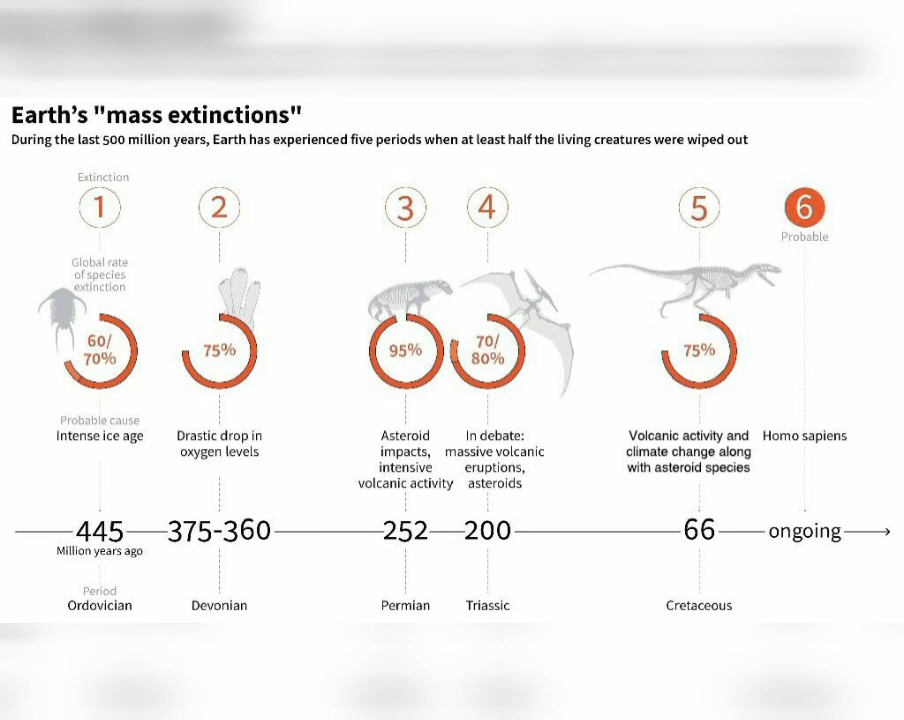 Earth's "mass extinctions"
During the last 500 million years, Earth has experienced five periods when at least half the living creatures were wiped out
Extinction
1
2
3
4
5
6
Probable
Global rate
of species
extinction
60/
70%
75%
95%
70/
80%
75%
Probable cause
Intense ice age
Drastic drop in
oxygen levels
Asteroid
impacts,
intensive
volcanic activity
In debate:
massive volcanic
eruptions,
asteroids
Volcanic activity and
climate change along
with asteroid species
Homo sapiens
445
Million years ago
375-360
252
200
66
ongoing
Period
Ordovician
Devonian
Permian
Triassic
Cretaceous